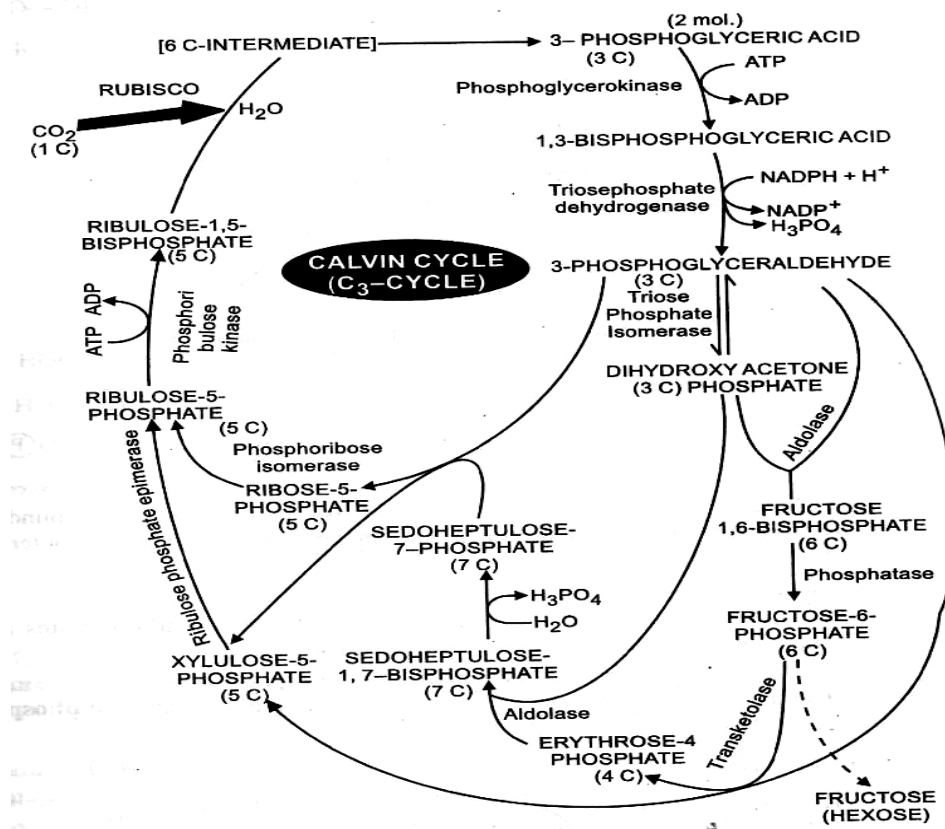 (2 mol.)
[6 C-INTERMEDIATE]
3– PHOSPHOGLYCERIC ACID
(3 C)
ATP
Phosphoglycerokinase
ADP
RUBISCO
H2O
CO2
(1 C)
1,3-BISPHOSPHOGLYCERIC ACID
NADPH + H+
Triosephosphate
dehydrogenase
NADP+
H3PO4
RIBULOSE-1,5-
BISPHOSPHATE
(5 C)
CALVIN CYCLE
(C3–CYCLE)
3-PHOSPHOGLYCERALDEHYDE
(3 C)
Triose
Phosphate
Isomerase
ATP ADP
Phosphori
bulose
kinase
DIHYDROXY ACETONE
(3 C) PHOSPHATE
RIBULOSE-5-
PHOSPHATE
(5 C)
Aldolase
Phosphoribose
isomerase
RIBOSE-5-
PHOSPHATE
(5 C)
Ribulose phosphate epimerase
FRUCTOSE
1,6-BISPHOSPHATE
(6 C)
SEDOHEPTULOSE-
7–PHOSPHATE
(7 C)
Phosphatase
H3PO4
H2O
FRUCTOSE-6-
PHOSPHATE
(6 C)
XYLULOSE-5-
PHOSPHATE
(5 C)
SEDOHEPTULOSE-
1, 7–BISPHOSPHATE
(7 C)
Aldolase
Transketolase
ERYTHROSE-4
PHOSPHATE
(4 C)
FRUCTOSE
(HEXOSE)